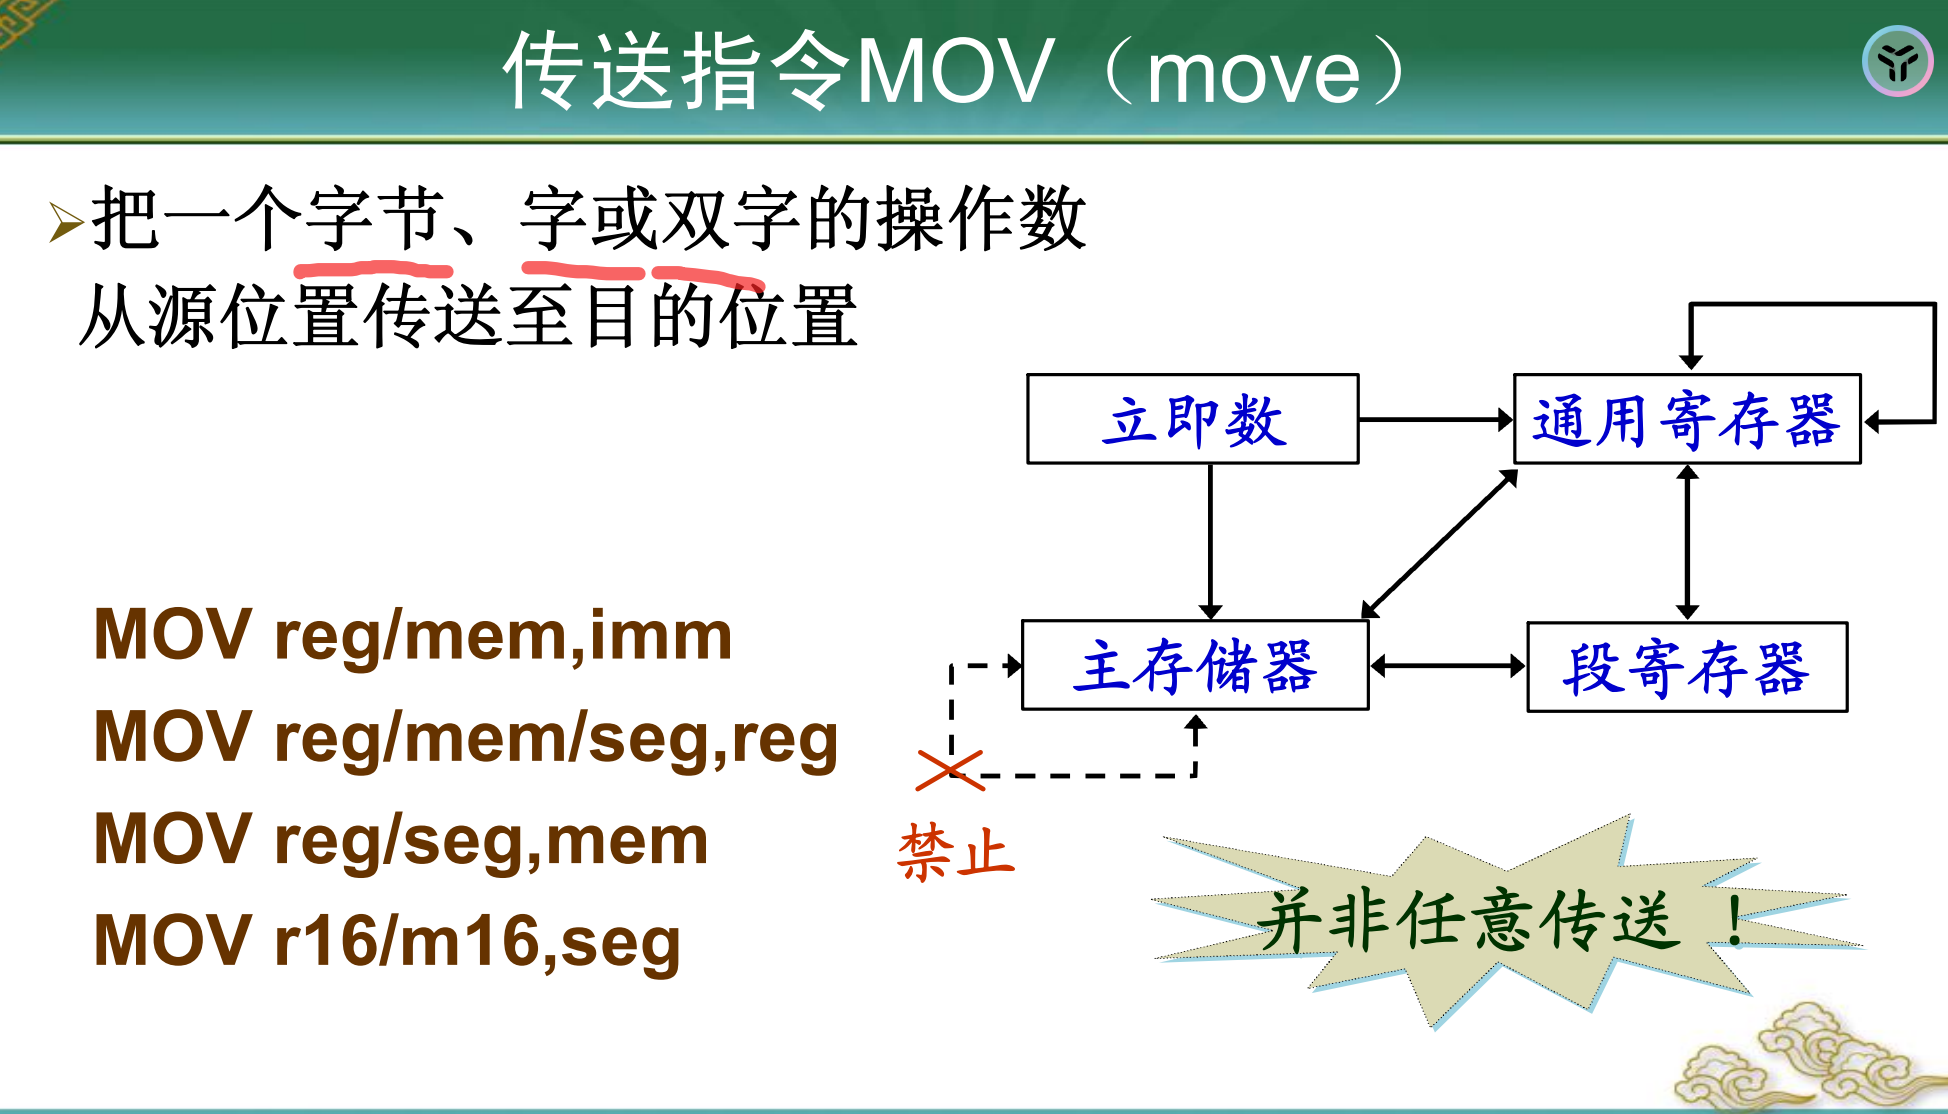 传送指令MOV（move）
把一个字节、字或双字的操作数
从源位置传送至目的位置
立即数
通用寄存器
主存储器
段寄存器
MOV reg/mem,imm
MOV reg/mem/seg,reg
MOV reg/seg,mem
MOV r16/m16,seg
禁止
并非任意传送！